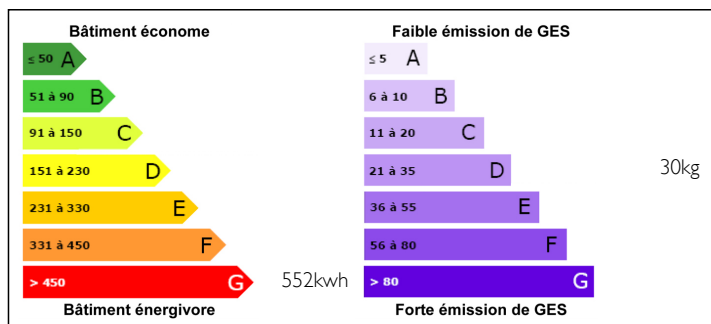 Bâtiment économe
≤ 50 A
51 à 90 B
91 à 150 C
151 à 230 D
231 à 330 E
331 à 450 F
> 450 G
552kwh
Bâtiment énergivore
Faible émission de GES
≤ 5 A
6 à 10 B
11 à 20 C
21 à 35 D
30kg
36 à 55 E
56 à 80 F
> 80 G
Forte émission de GES